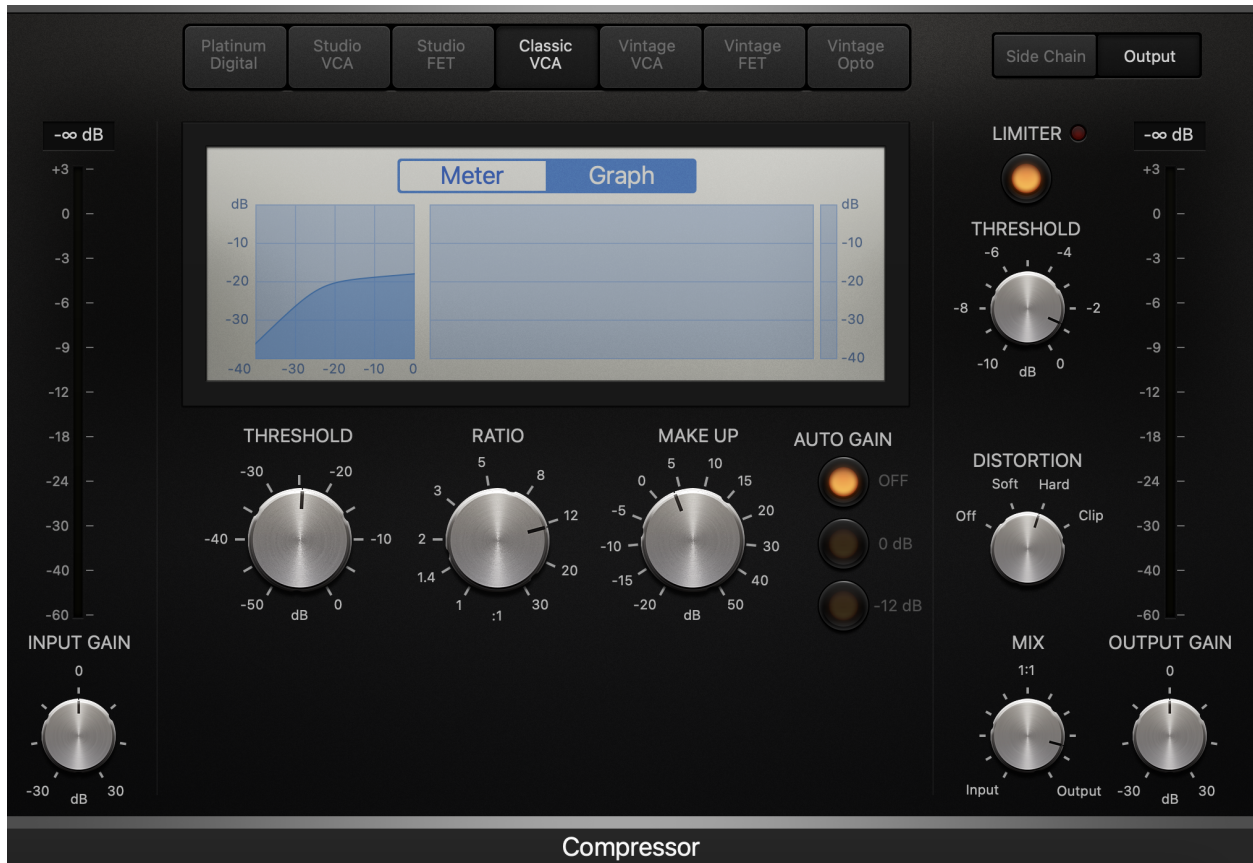 Platinum Digital
Studio VCA
Studio FET
Classic VCA
Vintage VCA
Vintage FET
Vintage Opto
Side Chain
Output
-∞ dB
+3
0
-3
-6
-9
-12
-18
-24
-30
-40
-60
INPUT GAIN
0
-30
dB
30
Meter
Graph
dB
-10
-20
-30
-40
-30
-20
-10
0
dB
-10
-20
-30
-40
THRESHOLD
-30
-20
-40
-10
-50
dB
0
RATIO
5
3
8
2
12
1.4
20
1
:1
30
MAKE UP
5
10
0
15
-5
20
-10
30
-15
40
-20
dB
50
AUTO GAIN
OFF
0 dB
-12 dB
LIMITER
THRESHOLD
-6
-4
-8
-2
-10
dB
0
DISTORTION
Soft
Hard
Off
Clip
MIX
1:1
Input
Output
-∞ dB
+3
0
-3
-6
-9
-12
-18
-24
-30
-40
-60
OUTPUT GAIN
0
-30
dB
30
Compressor